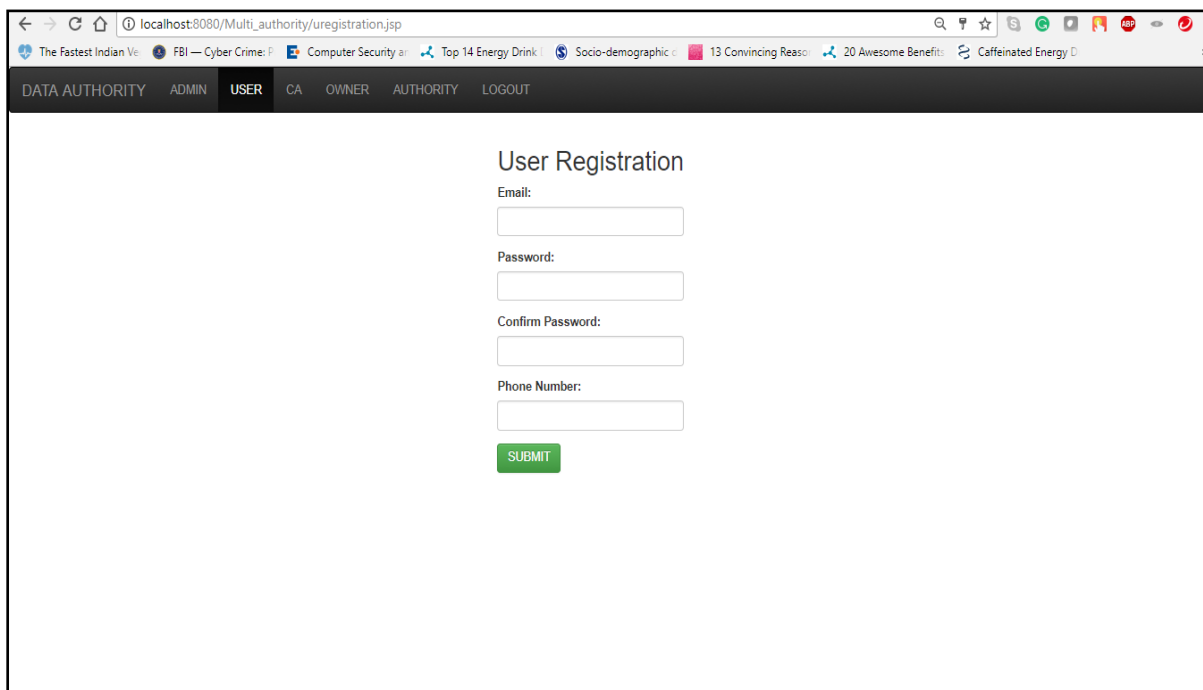 localhost:8080/Multi_authority/uregistration.jsp
The Fastest Indian Ve FBI — Cyber Crime: P Computer Security ar Top 14 Energy Drink Socio-demographic c 13 Convincing Reaso 20 Awesome Benefits Caffeinated Energy D
DATA AUTHORITY ADMIN USER CA OWNER AUTHORITY LOGOUT
User Registration
Email:
Password:
Confirm Password:
Phone Number:
SUBMIT